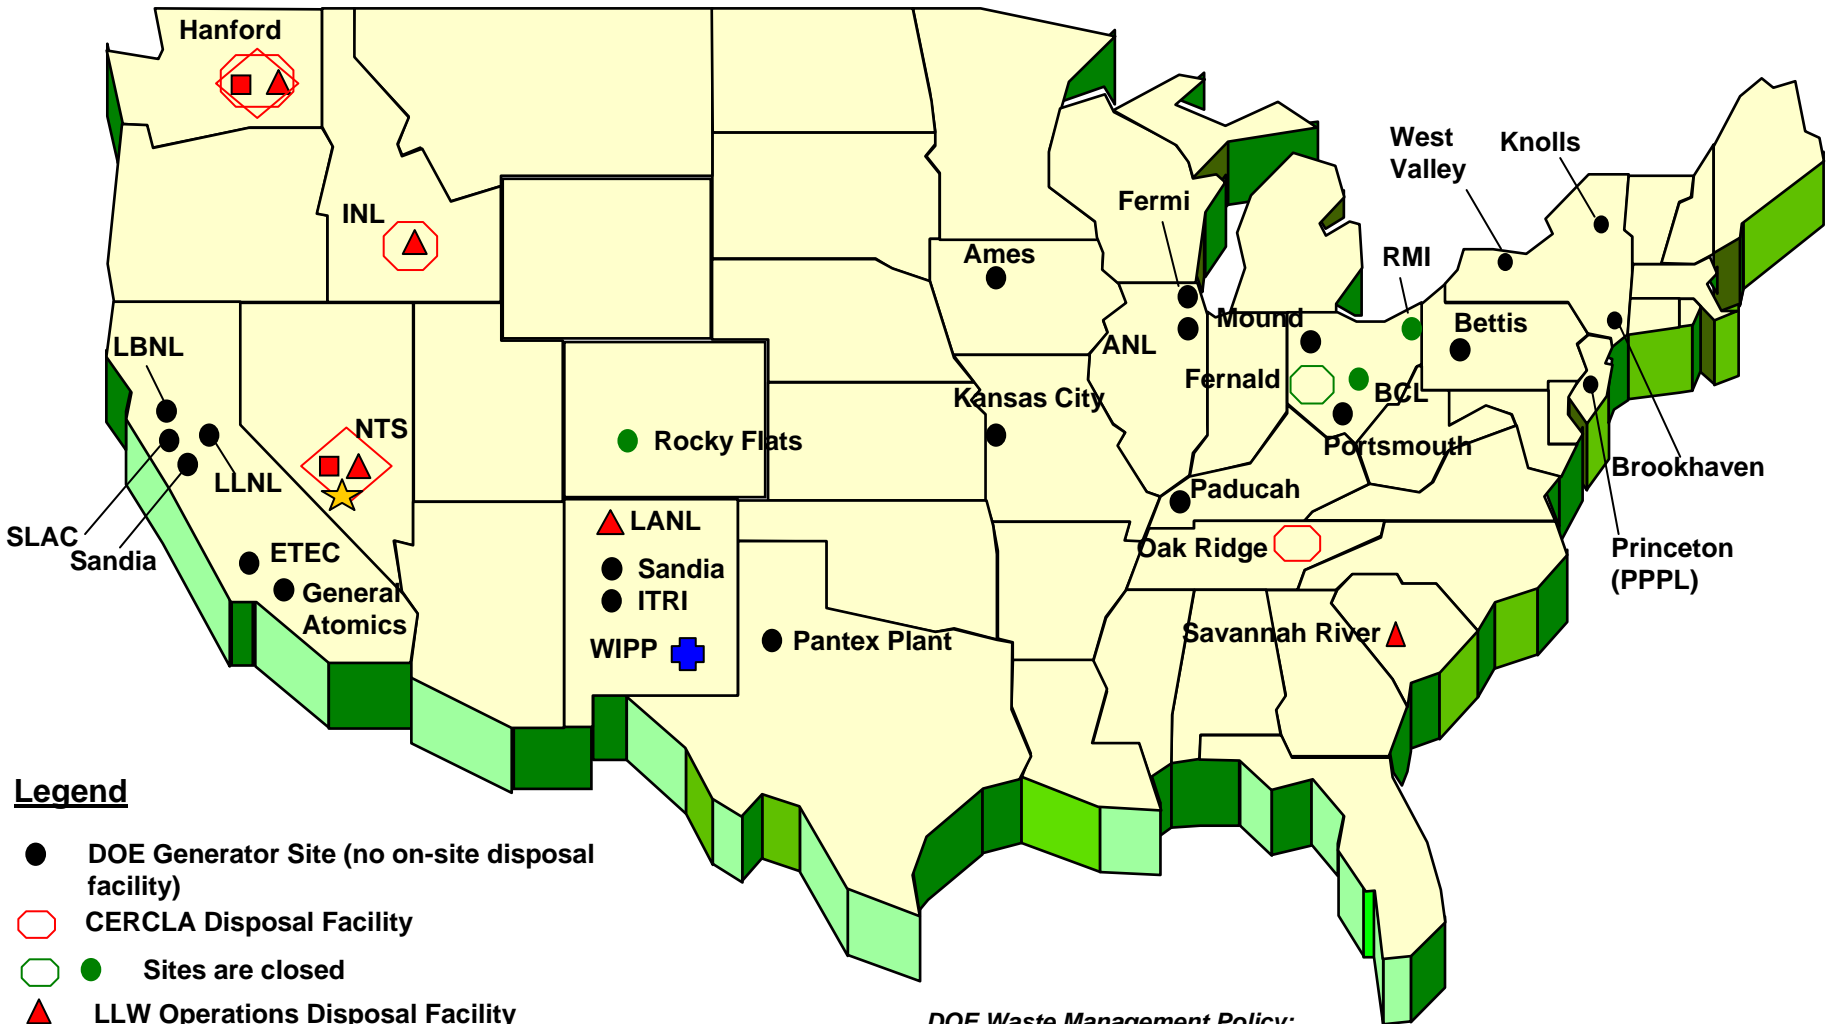 Hanford
West
Valley
Knolls
Fermi
INL
Ames
RMI
Mound
Bettis
LBNL
ANL
Fernald
BCL
Kansas City
NTS
Rocky Flats
Portsmouth
Brookhaven
LLNL
Paducah
SLAC
Sandia
LANL
Oak Ridge
Princeton
(PPPL)
ETEC
Sandia
General
Atomics
ITRI
Savannah River
WIPP
Pantex Plant
Legend
DOE Generator Site (no on-site disposal
facility)
CERCLA Disposal Facility
Sites are closed
LLW Operations Disposal Facility
DOE Waste Management Policy: